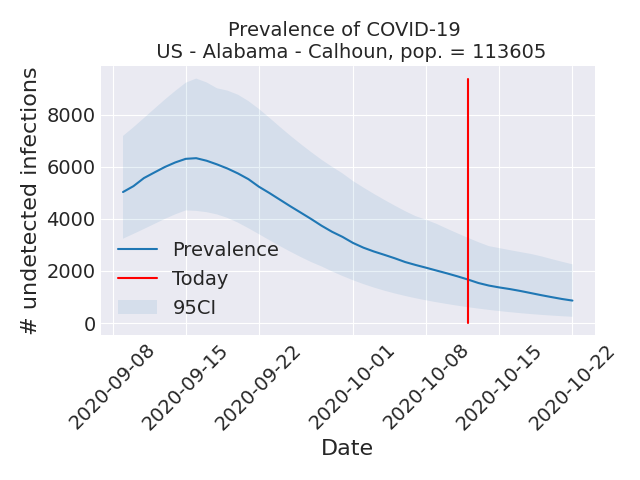 Prevalence of COVID-19
US - Alabama - Calhoun, pop. = 113605
# undetected infections
8000
6000
4000
2000
0
Prevalence
Today
95CI
2020-09-08
2020-09-15
2020-09-22
2020-10-01
2020-10-08
2020-10-15
2020-10-22
Date